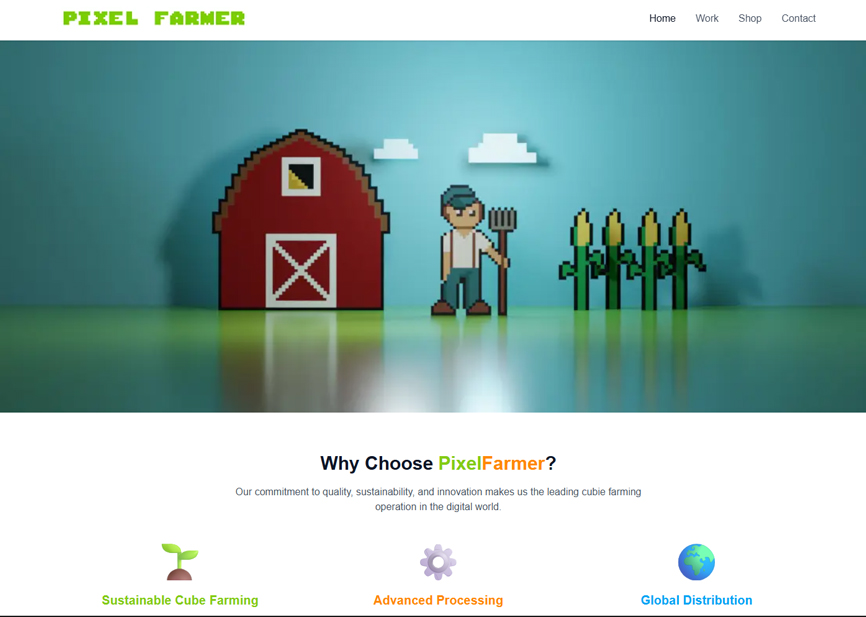 PIXEL FARMER
Home Work Shop Contact
Why Choose PixelFarmer?
Our commitment to quality, sustainability, and innovation makes us the leading cubie farming
operation in the digital world.
Sustainable Cube Farming
Advanced Processing
Global Distribution